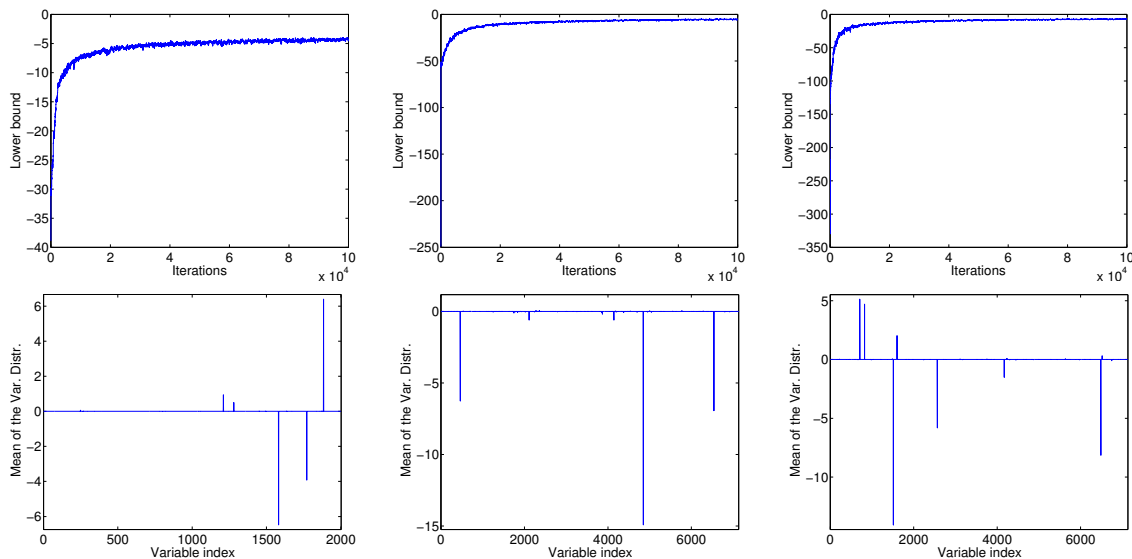 0
−5
−10
−15
−20
−25
−30
−35
−40
Lower bound
0 2 4 6 8 10
Iterations
x 10^4
0
−50
−100
−150
−200
−250
Lower bound
0 2 4 6 8 10
Iterations
x 10^4
0
−50
−100
−150
−200
−250
−300
−350
Lower bound
0 2 4 6 8 10
Iterations
x 10^4
6
4
2
0
−2
−4
−6
Mean of the Var. Distr.
0 500 1000 1500 2000
Variable index
0
−5
−10
−15
Mean of the Var. Distr.
0 2000 4000 6000
Variable index
5
0
−5
−10
Mean of the Var. Distr.
0 2000 4000 6000
Variable index